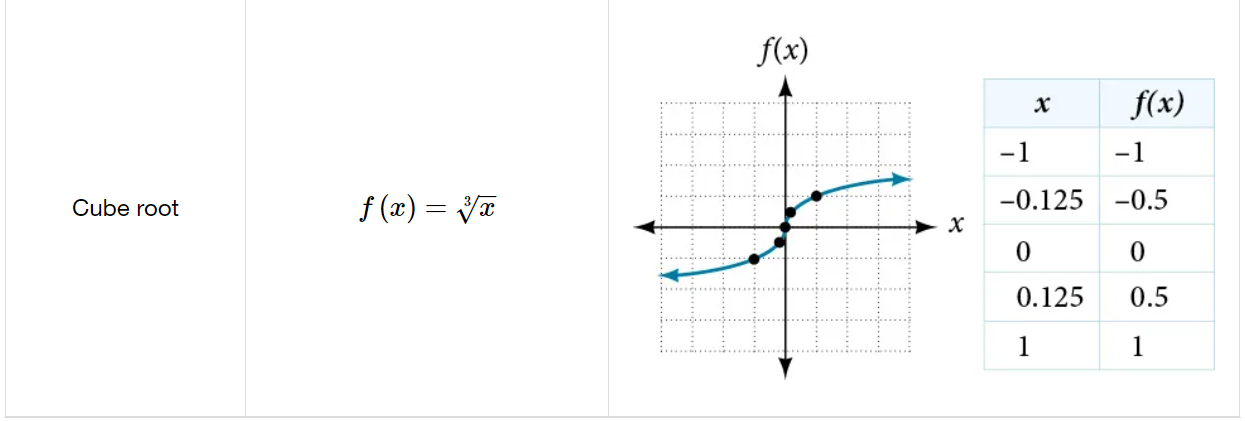 Cube root
f (x) = ∛x
f(x)
x
x f(x)
–1 –1
–0.125 –0.5
0 0
0.125 0.5
1 1